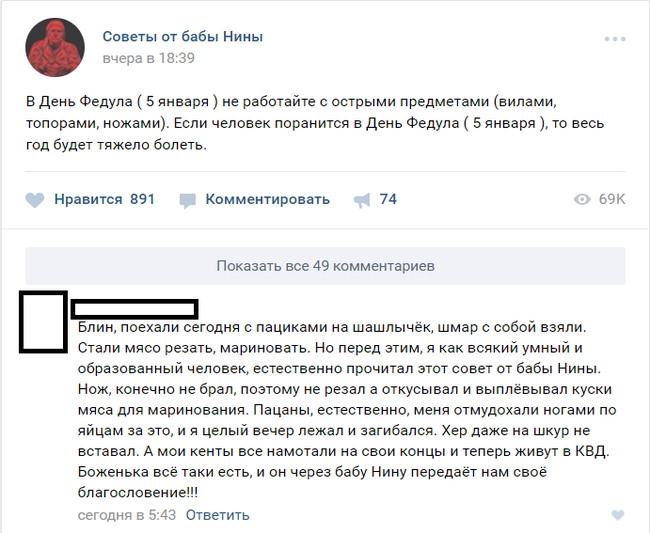 Советы от бабы Нины
вчера в 18:39
В День Федула ( 5 января ) не работайте с острыми предметами (вилами,
топорами, ножами). Если человек поранится в День Федула ( 5 января ), то весь
год будет тяжело болеть.
Нравится 891 Комментировать 74 69K
Показать все 49 комментариев
Блин, поехали сегодня с пациками на шашлычёк, шмар с собой взяли.
Стали мясо резать, мариновать. Но перед этим, я как всякий умный и
образованный человек, естественно прочитал этот совет от бабы Нины.
Нож, конечно не брал, поэтому не резал а откусывал и выплёвывал куски
мяса для маринования. Пацаны, естественно, меня отмудохали ногами по
яйцам за это, и я целый вечер лежал и загибался. Хер даже на шкур не
вставал. А мои кенты все намотали на свои концы и теперь живут в КВД.
Боженька всё таки есть, и он через бабу Нину передаёт нам своё
благословение!!!
сегодня в 5:43 Ответить